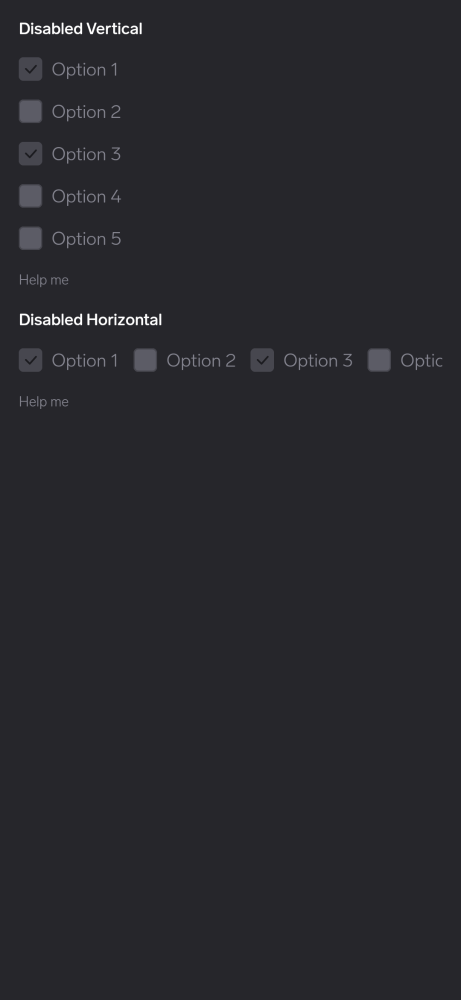 Disabled Vertical
Option 1
Option 2
Option 3
Option 4
Option 5
Help me
Disabled Horizontal
Option 1 Option 2 Option 3 Optic
Help me